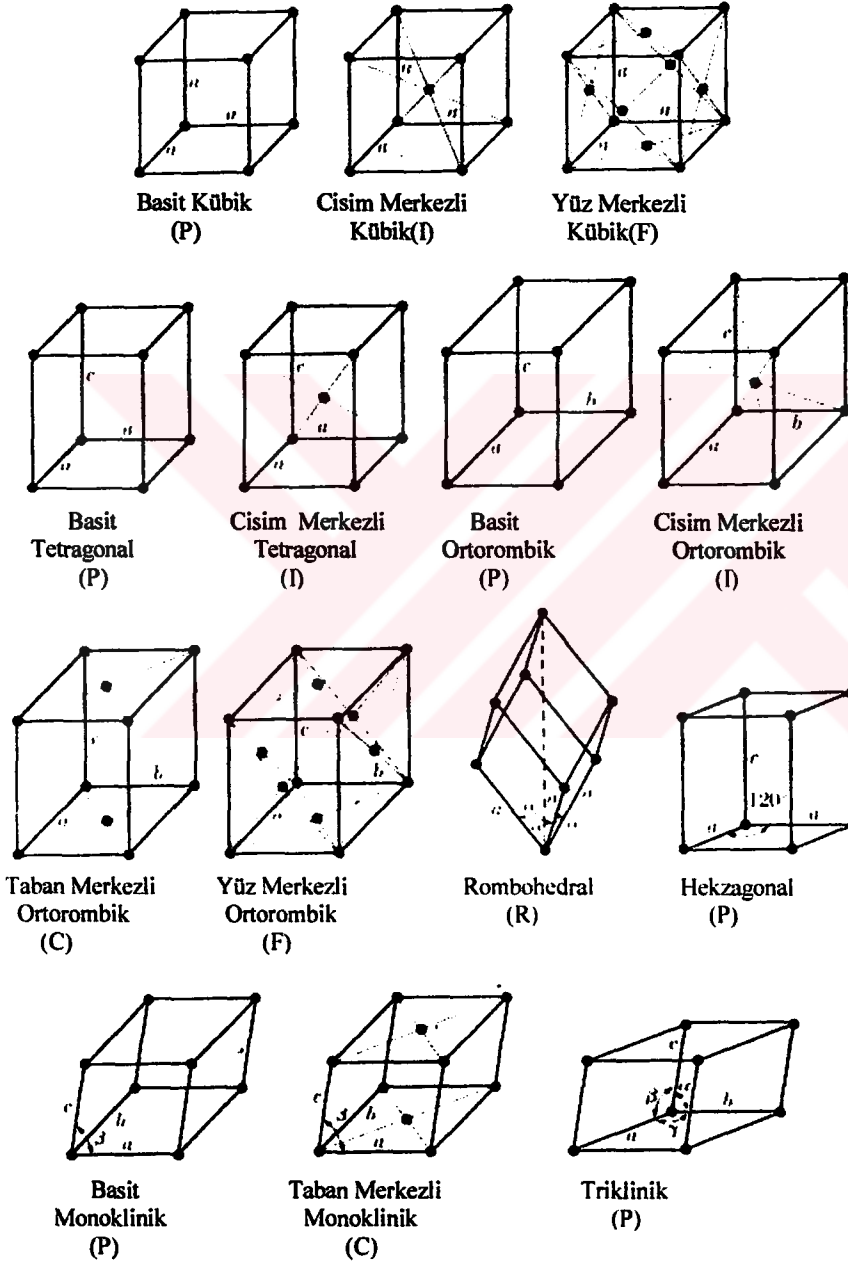 a
a
a
Basit Kübik
(P)
a
a
a
Cisim Merkezli
Kübik(I)
a
a
a
Yüz Merkezli
Kübik(F)
c
a
a
Basit
Tetragonal
(P)
c
a
a
Cisim Merkezli
Tetragonal
(I)
c
b
a
Basit
Ortorombik
(P)
c
b
a
Cisim Merkezli
Ortorombik
(I)
b
a
Taban Merkezli
Ortorombik
(C)
c
b
a
Yüz Merkezli
Ortorombik
(F)
a
α
α
Rombohedral
(R)
c
120
a
a
Hekzagonal
(P)
c
b
a
Basit
Monoklinik
(P)
c
b
a
Taban Merkezli
Monoklinik
(C)
c
b
a
Triklinik
(P)